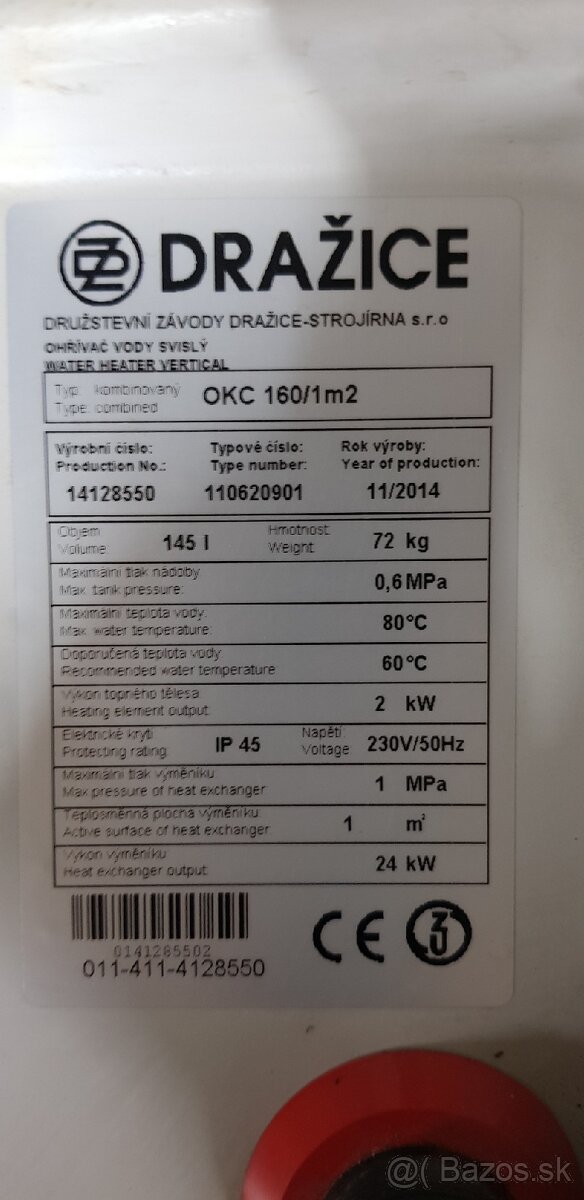 DRAŽICE
DRUŽSTEVNÍ ZÁVODY DRAŽICE-STROJÍRNA s.r.o
OHŘÍVAČ VODY SVISLÝ
WATER HEATER VERTICAL
Typ: kombinovaný
Type: combined
OKC 160/1m2
Výrobní číslo: Typové číslo: Rok výroby:
Production No.: Type number: Year of production:
14128550 110620901 11/2014
Objem Hmotnost
Volume: 145 l Weight: 72 kg
Maximální tlak nádoby:
Max. tank pressure: 0,6 MPa
Maximální teplota vody:
Max. water temperature: 80°C
Doporučená teplota vody
Recommended water temperature 60°C
Výkon topného tělesa:
Heating element output: 2 kW
Elektrické krytí: Napětí:
Protecting rating: IP 45 Voltage: 230V/50Hz
Maximální tlak výměníku
Max pressure of heat exchanger 1 MPa
Teplosměnná plocha výměníku:
Active surface of heat exchanger 1 m²
Výkon výměníku
Heat exchanger output: 24 kW
0141285502
011-411-4128550
CE
@( Bazos.sk